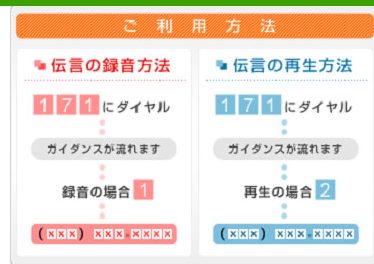 ご利用方法
伝言の録音方法
171にダイヤル
ガイダンスが流れます
録音の場合1
(xxx) xxx-xxxx
伝言の再生方法
171にダイヤル
ガイダンスが流れます
再生の場合2
(xxx) xxx-xxxx